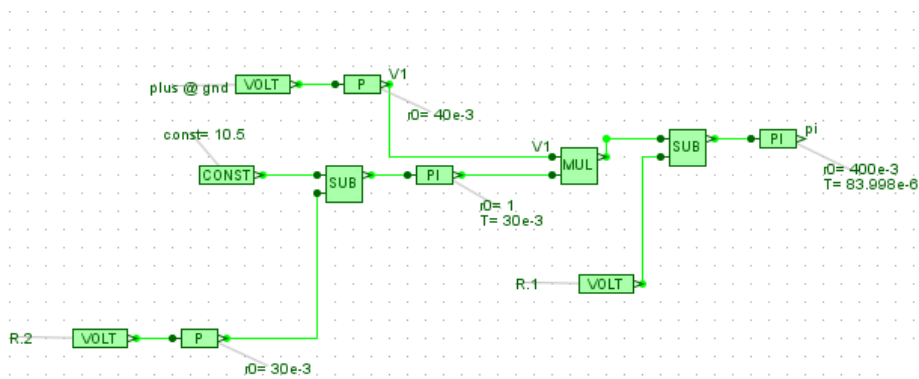 V1
plus @ gnd
VOLT
P
r0= 40e-3
const= 10.5
CONST
SUB
PI
r0= 1
T= 30e-3
V1
MUL
SUB
PI
pi
r0= 400e-3
T= 83.998e-6
R.1
VOLT
R.2
VOLT
P
r0= 30e-3